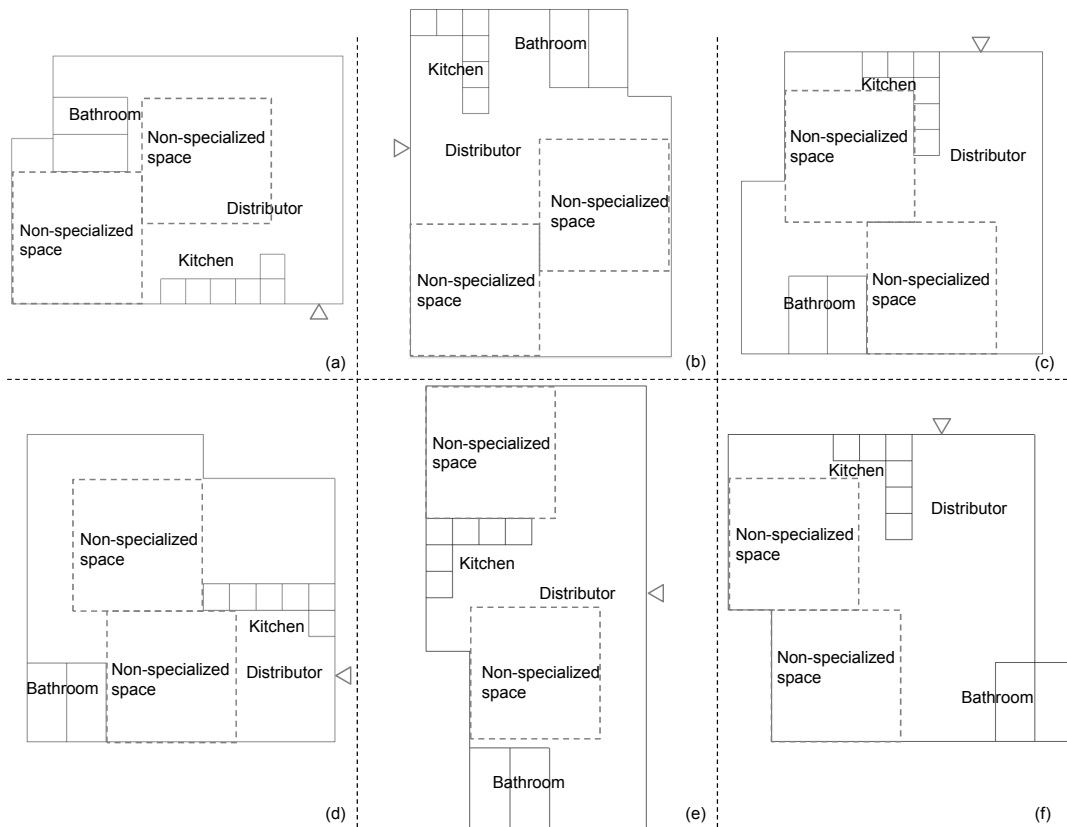 Bathroom
Non-specialized
space
Non-specialized
space
Distributor
Kitchen
(a)
Bathroom
Kitchen
Distributor
Non-specialized
space
Non-specialized
space
(b)
Kitchen
Non-specialized
space
Distributor
Non-specialized
space
Bathroom
(c)
Non-specialized
space
Kitchen
Non-specialized
space
Distributor
Bathroom
(d)
Non-specialized
space
Kitchen
Distributor
Non-specialized
space
Bathroom
(e)
Kitchen
Distributor
Non-specialized
space
Non-specialized
space
Bathroom
(f)